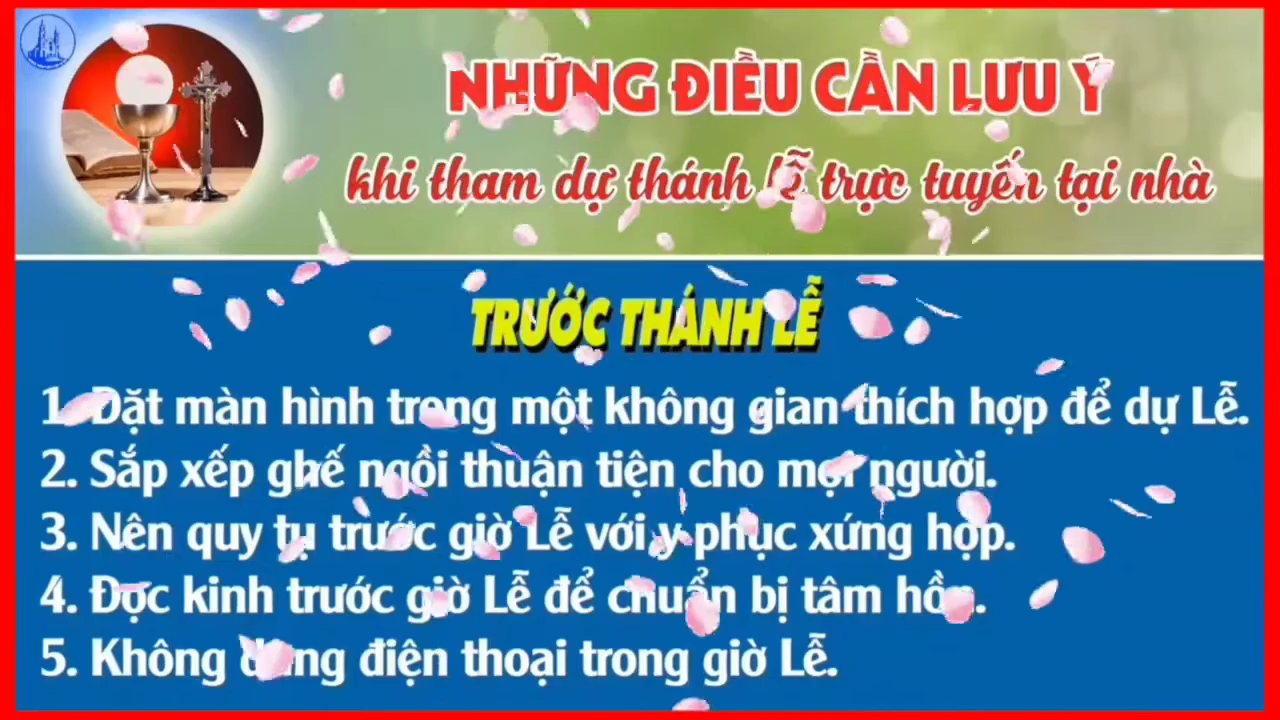 NHỮNG ĐIỀU CẦN LƯU Ý
khi tham dự thánh lễ trực tuyến tại nhà
TRƯỚC THÁNH LỄ
1. Đặt màn hình trong một không gian thích hợp để dự Lễ.
2. Sắp xếp ghế ngồi thuận tiện cho mọi người.
3. Nên quy tụ trước giờ Lễ với y phục xứng hợp.
4. Đọc kinh trước giờ Lễ để chuẩn bị tâm hồn.
5. Không dùng điện thoại trong giờ Lễ.